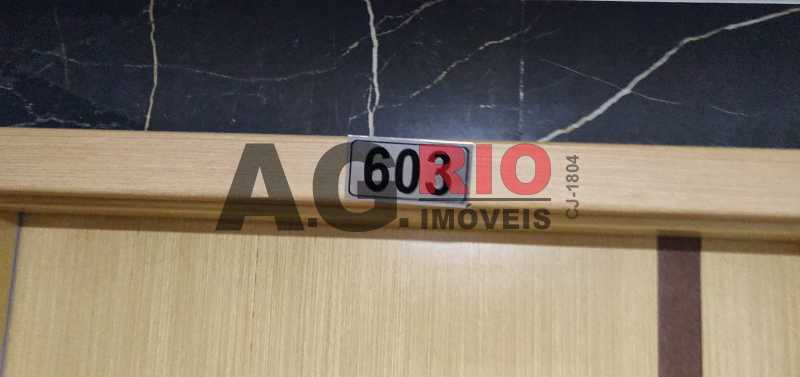 603
A.G. RIO
IMÓVEIS
CJ-1804